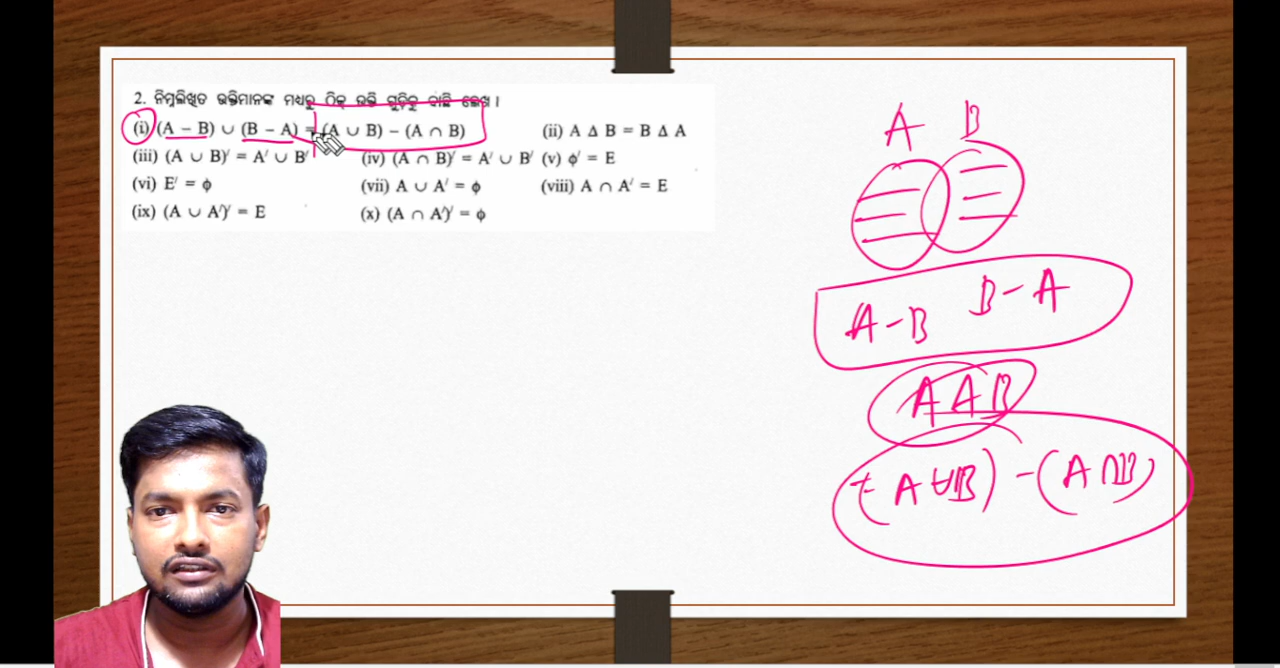 2. ନିମ୍ନଲିଖିତ ଉକ୍ତିମାନଙ୍କ ମଧ୍ୟରୁ ଠିକ୍ ଉକ୍ତି ଗୁଡ଼ିକୁ ବାଛି ଲେଖ ।
(i) (A – B) ∪ (B – A) = (A ∪ B) – (A ∩ B) (ii) A Δ B = B Δ A
(iii) (A ∪ B)′ = A′ ∪ B′ (iv) (A ∩ B)′ = A′ ∪ B′ (v) ϕ′ = E
(vi) E′ = ϕ (vii) A ∪ A′ = ϕ (viii) A ∩ A′ = E
(ix) (A ∪ A′)′ = E (x) (A ∩ A′)′ = ϕ
A B
A – B B – A
A Δ B
= (A ∪ B) – (A ∩ B)